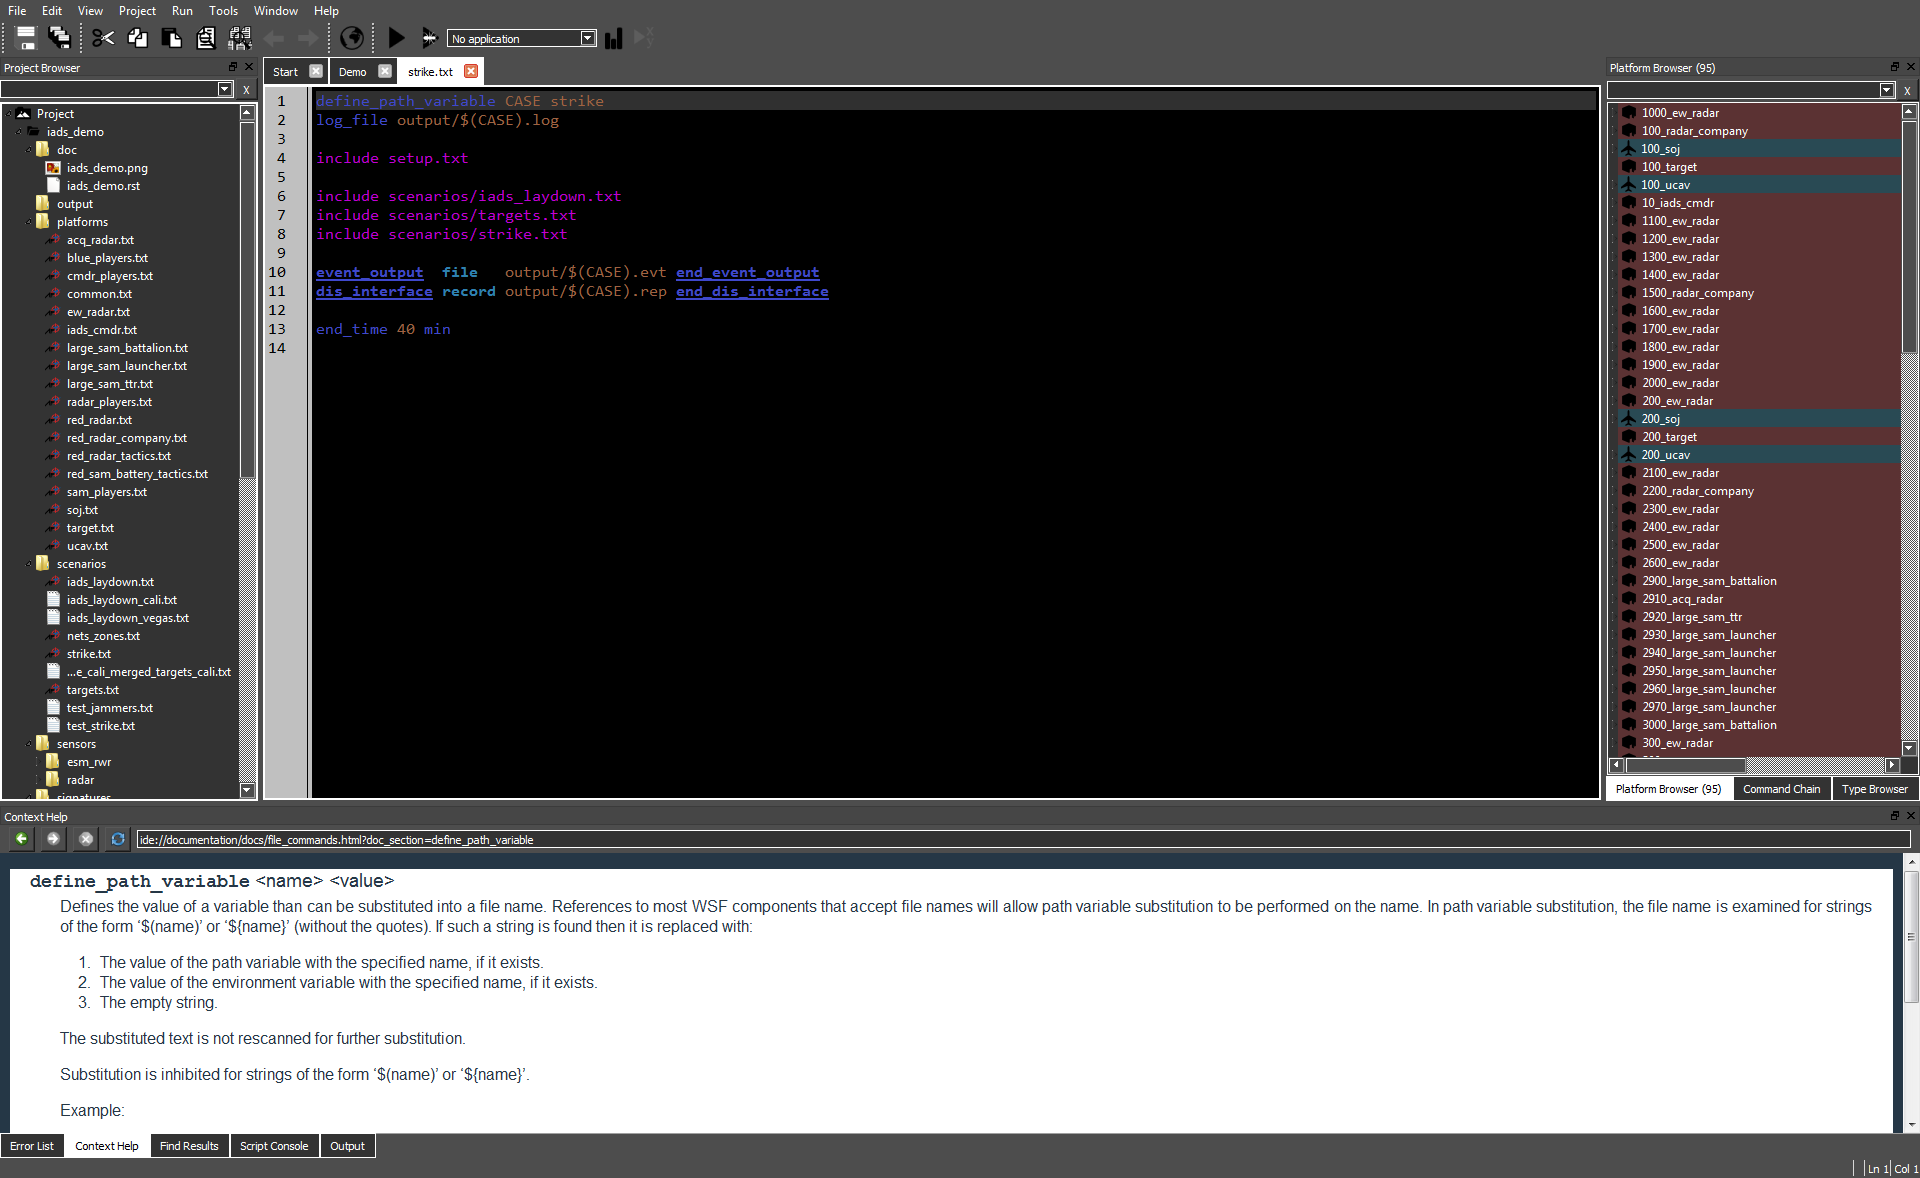 File Edit View Project Run Tools Window Help
No application
Project Browser
X
Project
iads_demo
doc
iads_demo.png
iads_demo.rst
output
platforms
acq_radar.txt
blue_players.txt
cmdr_players.txt
common.txt
ew_radar.txt
iads_cmdr.txt
large_sam_battalion.txt
large_sam_launcher.txt
large_sam_ttr.txt
radar_players.txt
red_radar.txt
red_radar_company.txt
red_radar_tactics.txt
red_sam_battery_tactics.txt
sam_players.txt
soj.txt
target.txt
ucav.txt
scenarios
iads_laydown.txt
iads_laydown_cali.txt
iads_laydown_vegas.txt
nets_zones.txt
strike.txt
...e_cali_merged_targets_cali.txt
targets.txt
test_jammers.txt
test_strike.txt
sensors
esm_rwr
radar
signatures
Start Demo strike.txt
1 define_path_variable CASE strike
2 log_file output/$(CASE).log
3
4 include setup.txt
5
6 include scenarios/iads_laydown.txt
7 include scenarios/targets.txt
8 include scenarios/strike.txt
9
10 event_output file output/$(CASE).evt end_event_output
11 dis_interface record output/$(CASE).rep end_dis_interface
12
13 end_time 40 min
14
Platform Browser (95)
X
1000_ew_radar
100_radar_company
100_soj
100_target
100_ucav
10_iads_cmdr
1100_ew_radar
1200_ew_radar
1300_ew_radar
1400_ew_radar
1500_radar_company
1600_ew_radar
1700_ew_radar
1800_ew_radar
1900_ew_radar
2000_ew_radar
200_ew_radar
200_soj
200_target
200_ucav
2100_ew_radar
2200_radar_company
2300_ew_radar
2400_ew_radar
2500_ew_radar
2600_ew_radar
2900_large_sam_battalion
2910_acq_radar
2920_large_sam_ttr
2930_large_sam_launcher
2940_large_sam_launcher
2950_large_sam_launcher
2960_large_sam_launcher
2970_large_sam_launcher
3000_large_sam_battalion
300_ew_radar
Platform Browser (95) Command Chain Type Browser
Context Help
ide://documentation/docs/file_commands.html?doc_section=define_path_variable
define_path_variable <name> <value>
Defines the value of a variable than can be substituted into a file name. References to most WSF components that accept file names will allow path variable substitution to be performed on the name. In path variable substitution, the file name is examined for strings
of the form ‘$(name)’ or ‘${name}’ (without the quotes). If such a string is found then it is replaced with:
1. The value of the path variable with the specified name, if it exists.
2. The value of the environment variable with the specified name, if it exists.
3. The empty string.
The substituted text is not rescanned for further substitution.
Substitution is inhibited for strings of the form ‘$(name)’ or ‘${name}’.
Example:
Error List Context Help Find Results Script Console Output
Ln 1 Col 1